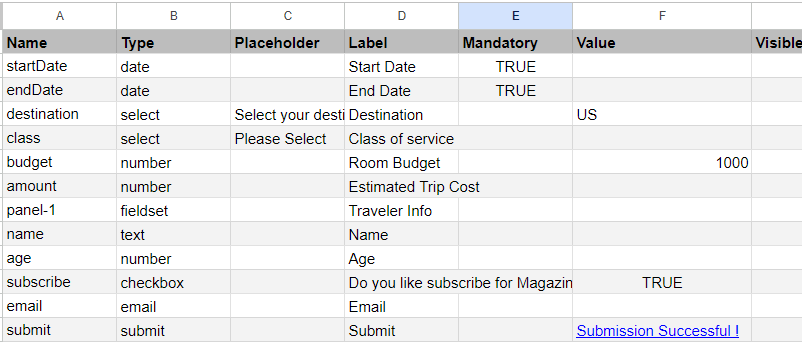 A B C D E F
Name Type Placeholder Label Mandatory Value Visible
startDate date Start Date TRUE
endDate date End Date TRUE
destination select Select your desti Destination US
class select Please Select Class of service
budget number Room Budget 1000
amount number Estimated Trip Cost
panel-1 fieldset Traveler Info
name text Name
age number Age
subscribe checkbox Do you like subscribe for Magazin TRUE
email email Email
submit submit Submit Submission Successful !